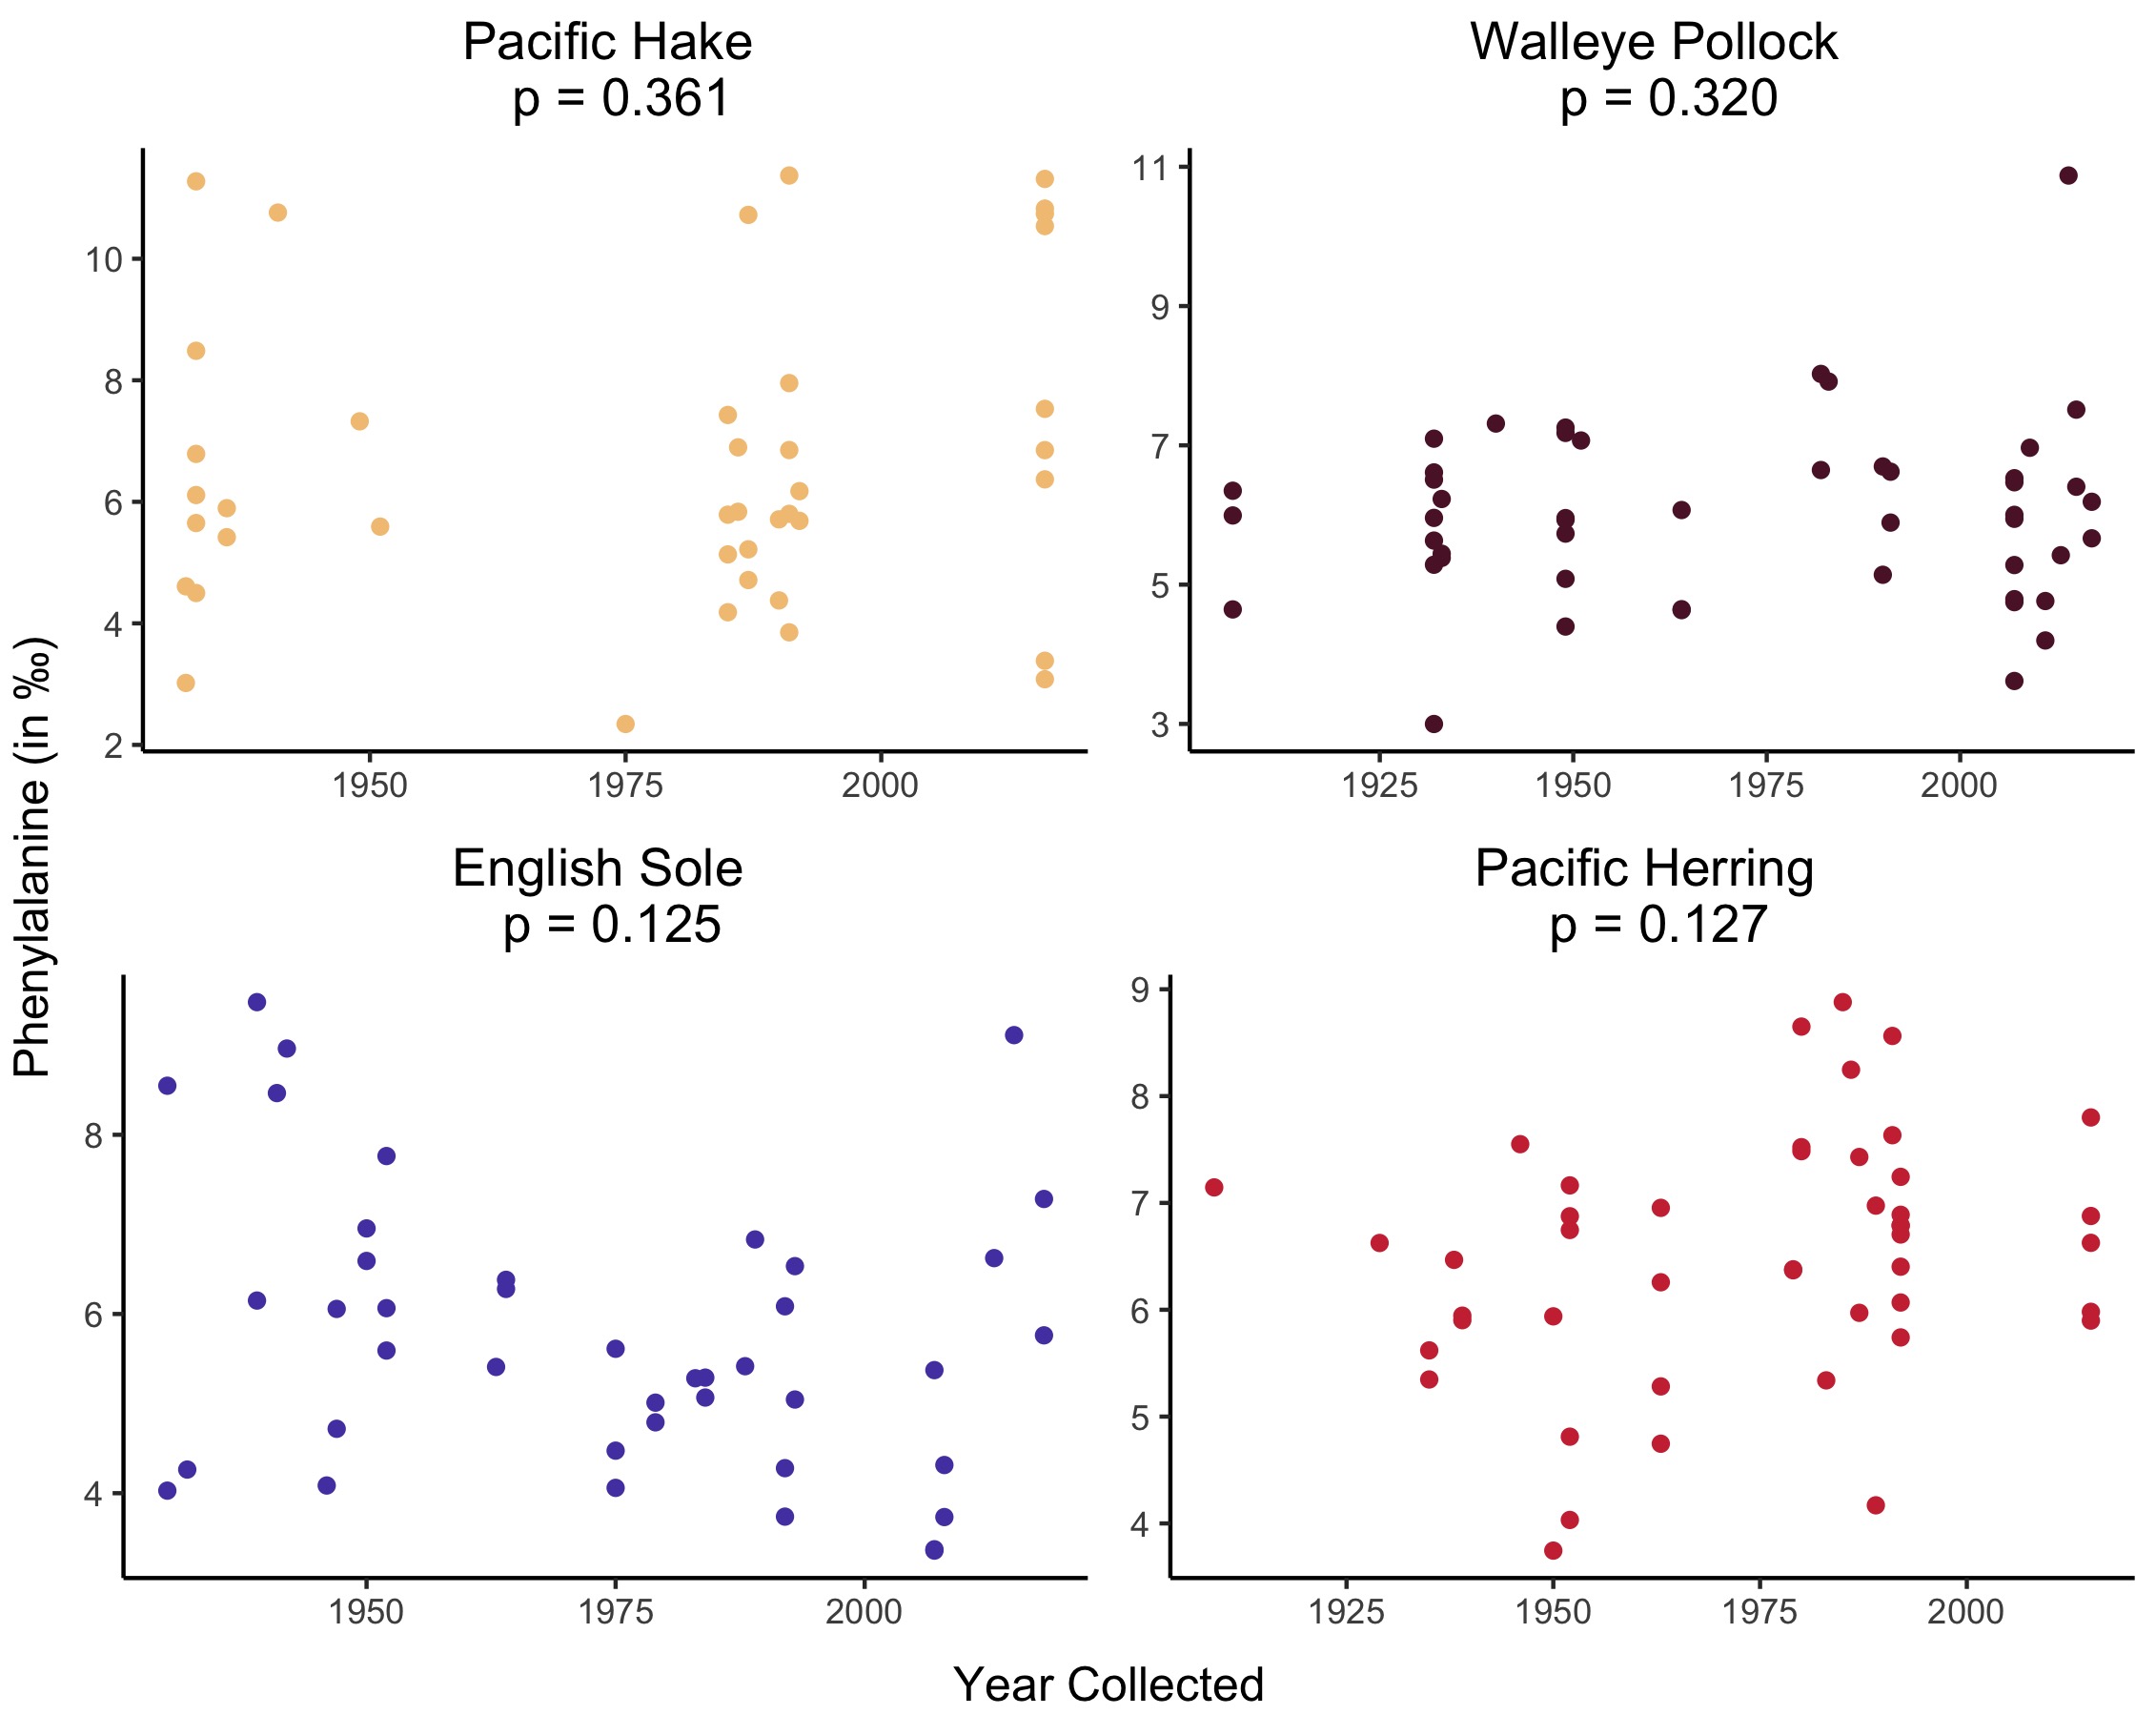 Pacific Hake
p = 0.361
10
8
6
4
2
1950 1975 2000
Walleye Pollock
p = 0.320
11
9
7
5
3
1925 1950 1975 2000
Phenylalanine (in ‰)
English Sole
p = 0.125
8
6
4
1950 1975 2000
Pacific Herring
p = 0.127
9
8
7
6
5
4
1925 1950 1975 2000
Year Collected